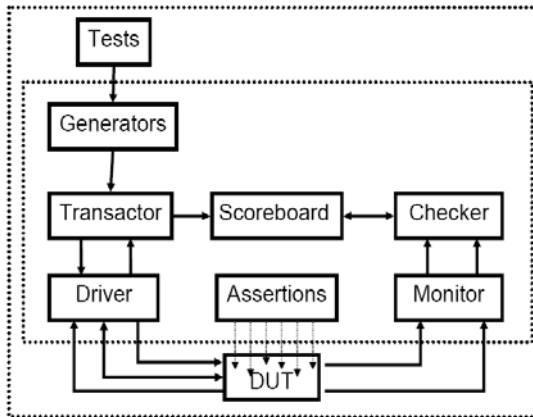 Tests
Generators
Transactor
Scoreboard
Checker
Driver
Assertions
Monitor
DUT